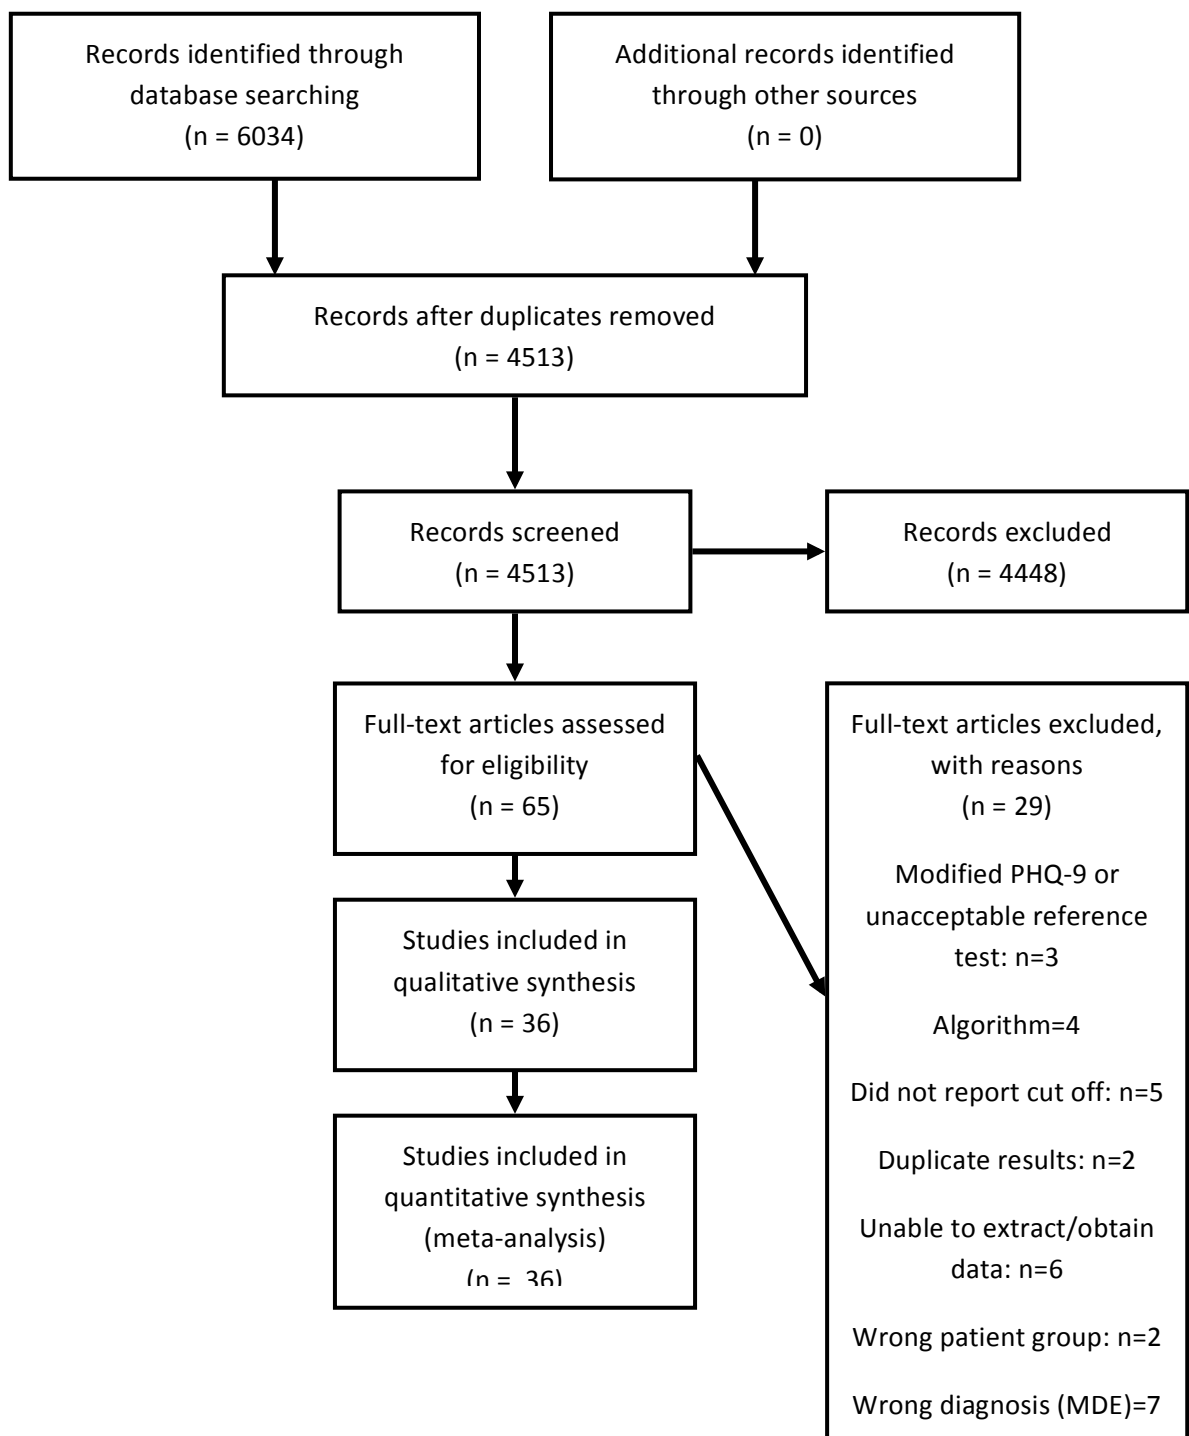 Records identified through
database searching
(n = 6034)
Additional records identified
through other sources
(n = 0)
Records after duplicates removed
(n = 4513)
Records screened
(n = 4513)
Records excluded
(n = 4448)
Full-text articles assessed
for eligibility
(n = 65)
Full-text articles excluded,
with reasons
(n = 29)
Modified PHQ-9 or
unacceptable reference
test: n=3
Algorithm=4
Did not report cut off: n=5
Duplicate results: n=2
Unable to extract/obtain
data: n=6
Wrong patient group: n=2
Wrong diagnosis (MDE)=7
Studies included in
qualitative synthesis
(n = 36)
Studies included in
quantitative synthesis
(meta-analysis)
(n = 36)